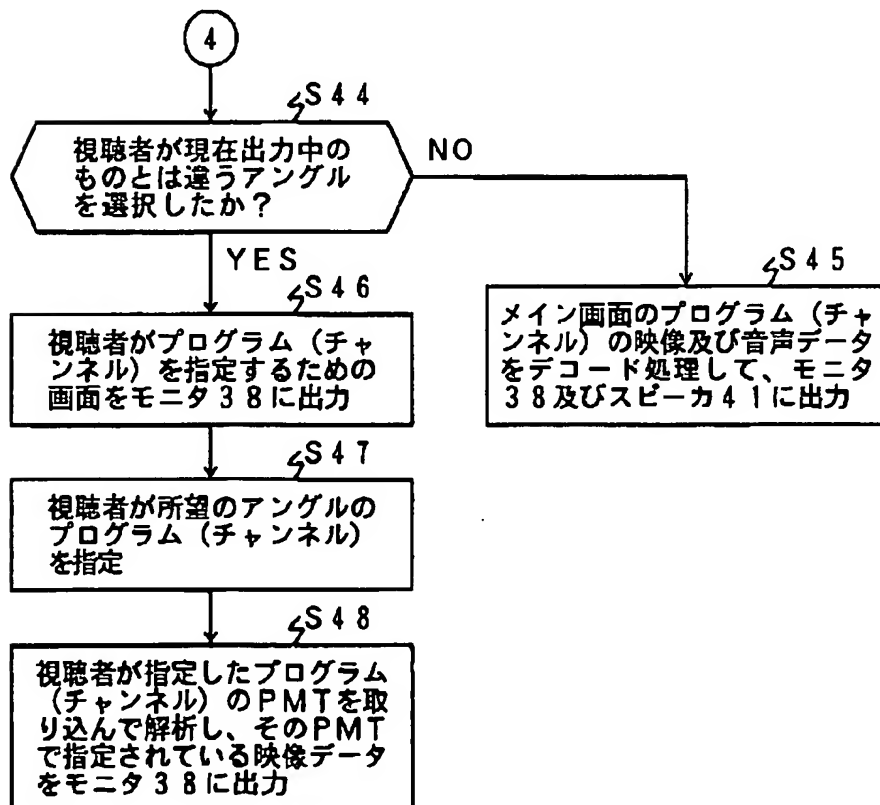 4
S44
視聴者が現在出力中の
ものとは違うアングル
を選択したか？
NO
YES
S45
メイン画面のプログラム（チャ
ンネル）の映像及び音声データ
をデコード処理して、モニタ
38及びスピーカ41に出力
S46
視聴者がプログラム（チャ
ンネル）を指定するための
画面をモニタ38に出力
S47
視聴者が所望のアングルの
プログラム（チャンネル）
を指定
S48
視聴者が指定したプログラム
（チャンネル）のPMTを取
り込んで解析し、そのPMT
で指定されている映像データ
をモニタ38に出力